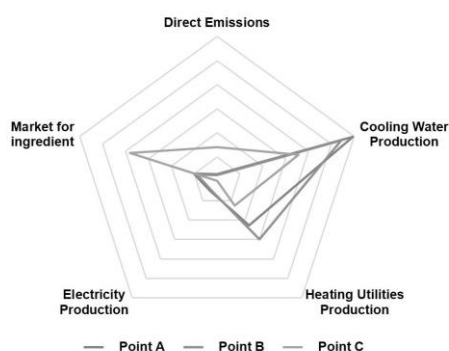 Direct Emissions
Market for
ingredient
Cooling Water
Production
Electricity
Production
Heating Utilities
Production
Point A
Point B
Point C